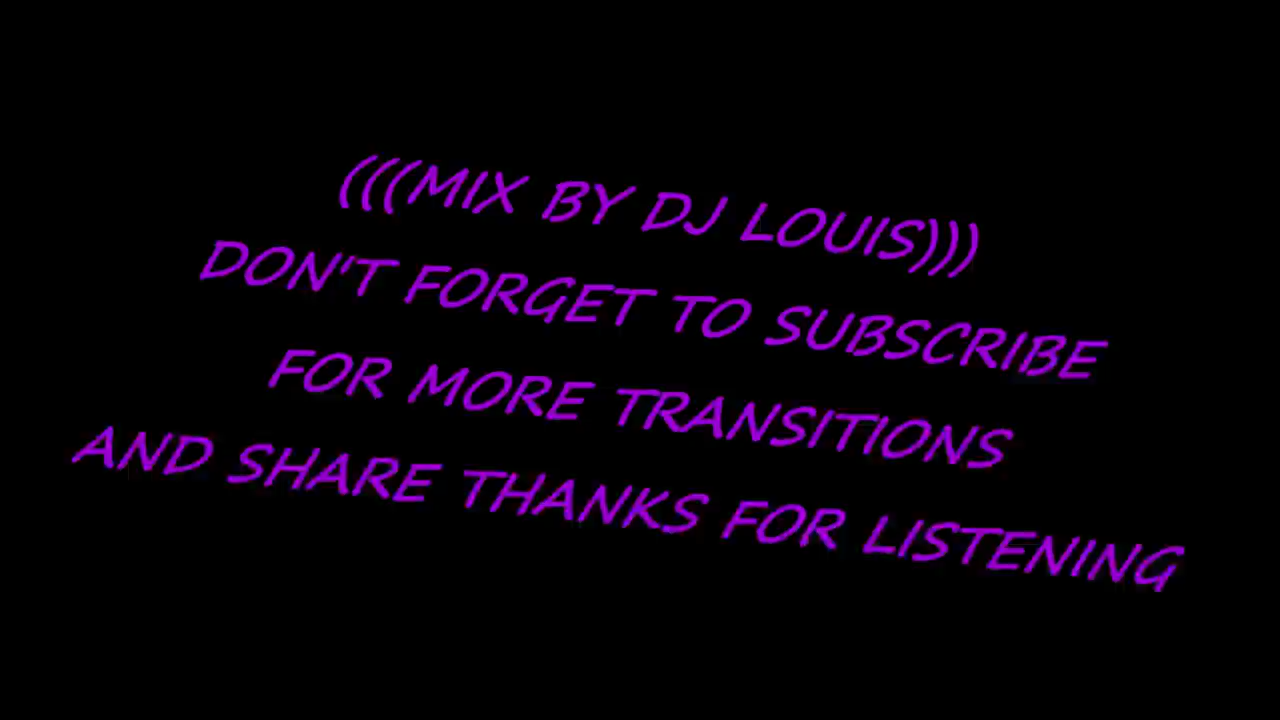 (((MIX BY DJ LOUIS)))
DON'T FORGET TO SUBSCRIBE
FOR MORE TRANSITIONS
AND SHARE THANKS FOR LISTENING